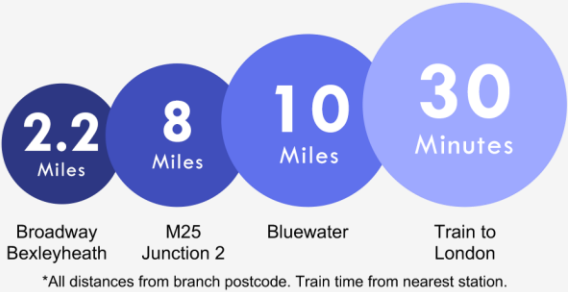 2.2
Miles
8
Miles
10
Miles
30
Minutes
Broadway
Bexleyheath
M25
Junction 2
Bluewater
Train to
London
*All distances from branch postcode. Train time from nearest station.